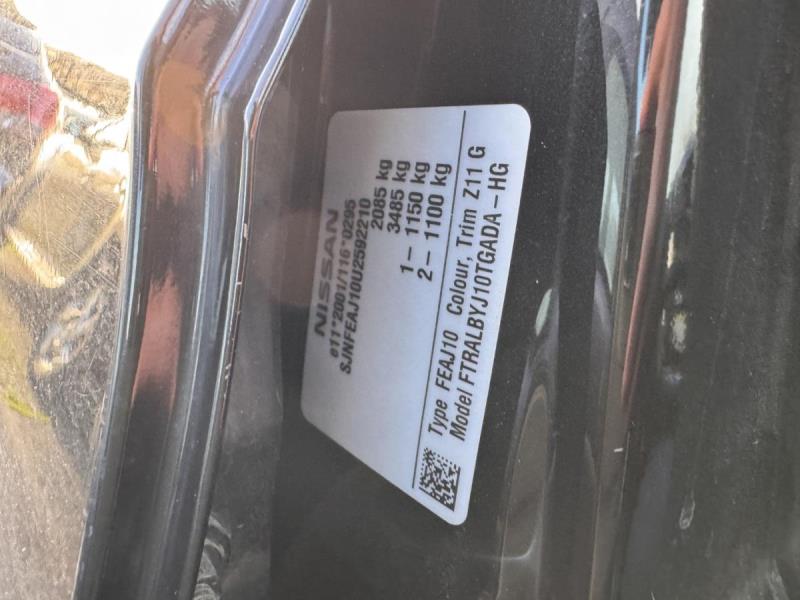 NISSAN
e11*2001/116*0295
SJNFEAJ10U2592210
2085 kg
3485 kg
1 – 1150 kg
2 – 1100 kg
Type FEAJ10 Colour, Trim Z11 G
Model FTRALBYJ10TGADA – HG